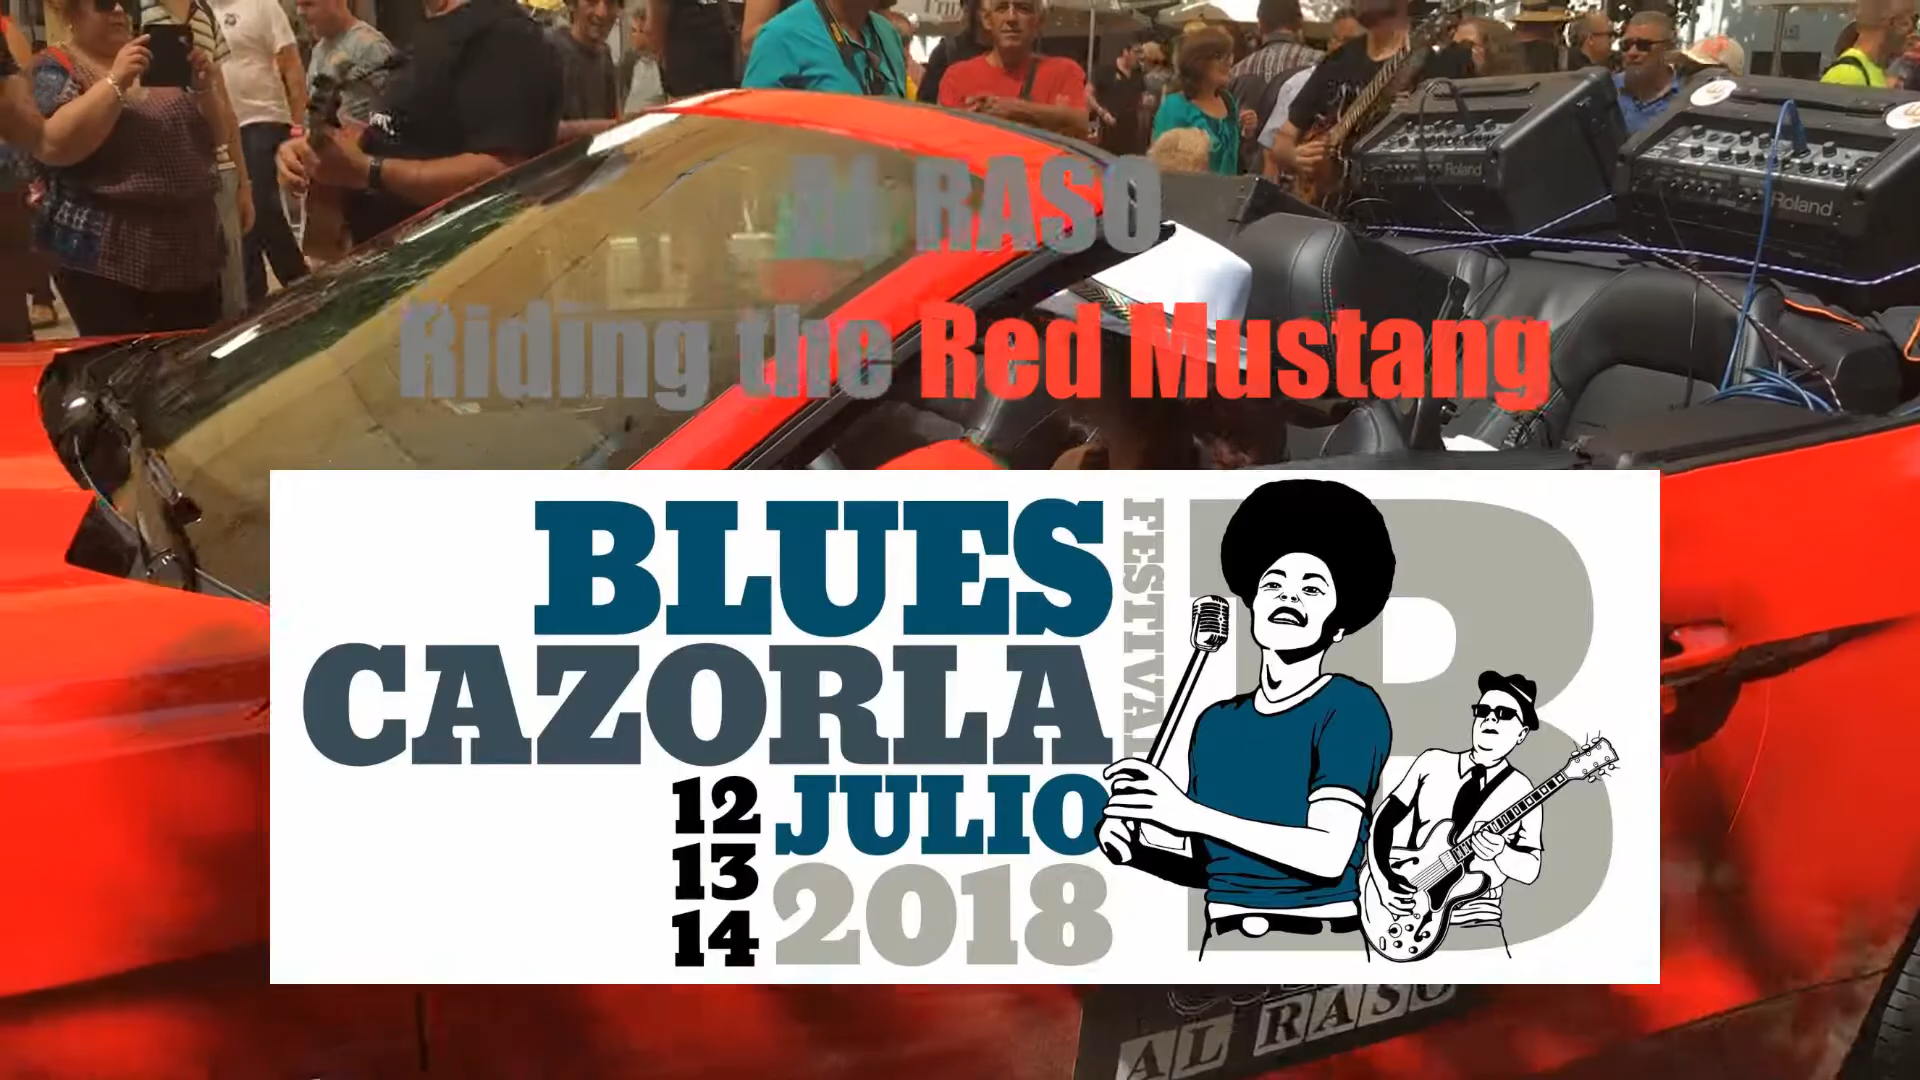 AL RASO
Riding the Red Mustang
Roland
Roland
BLUES
CAZORLA
FESTIVAL
12
13
14
JULIO
2018
AL RASO